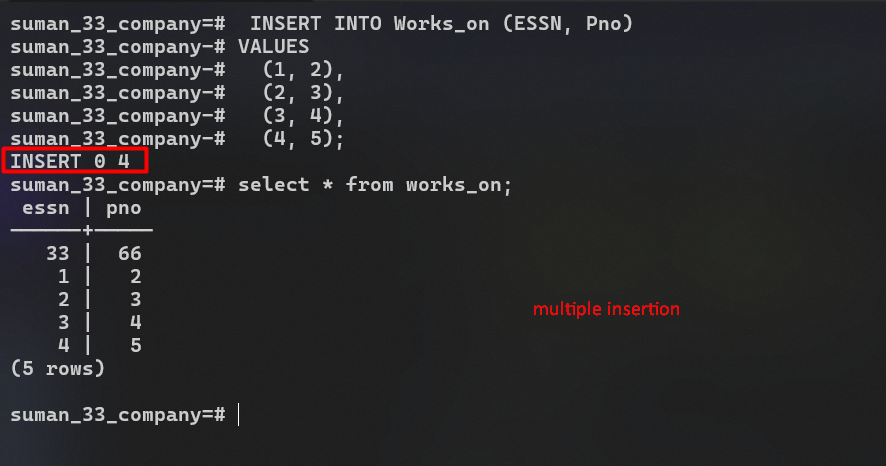 suman_33_company=#  INSERT INTO Works_on (ESSN, Pno)
suman_33_company-# VALUES
suman_33_company-#   (1, 2),
suman_33_company-#   (2, 3),
suman_33_company-#   (3, 4),
suman_33_company-#   (4, 5);
INSERT 0 4
suman_33_company=# select * from works_on;
 essn | pno
------+-----
   33 |  66
    1 |   2
    2 |   3
    3 |   4
    4 |   5
(5 rows)
multiple insertion
suman_33_company=#